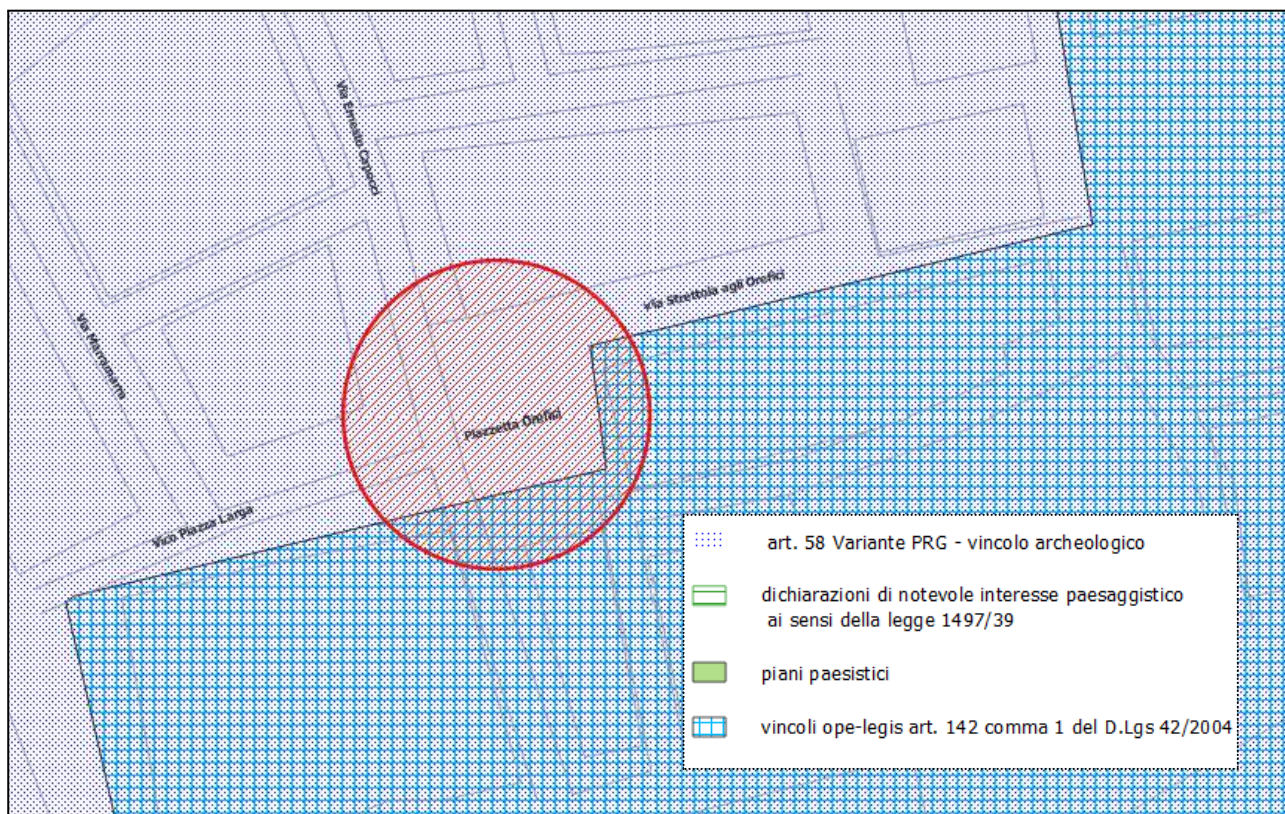 Via Ernesto Capocci
via Strettola agli Orefici
Via Marramarra
Piazzetta Orefici
Vico Piazza Larga
art. 58 Variante PRG - vincolo archeologico
dichiarazioni di notevole interesse paesaggistico
ai sensi della legge 1497/39
piani paesistici
vincoli ope-legis art. 142 comma 1 del D.Lgs 42/2004